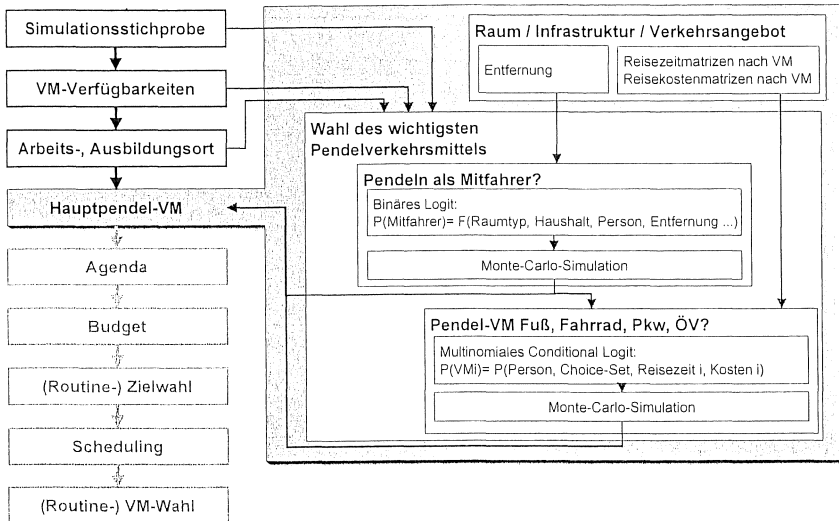 Simulationsstichprobe
VM-Verfügbarkeiten
Arbeits-, Ausbildungsort
Hauptpendel-VM
Agenda
Budget
(Routine-) Zielwahl
Scheduling
(Routine-) VM-Wahl
Raum / Infrastruktur / Verkehrsangebot
Entfernung
Reisezeitmatrizen nach VM
Reisekostenmatrizen nach VM
Wahl des wichtigsten
Pendelverkehrsmittels
Pendeln als Mitfahrer?
Binäres Logit:
P(Mitfahrer)= F(Raumtyp, Haushalt, Person, Entfernung ...)
Monte-Carlo-Simulation
Pendel-VM Fuß, Fahrrad, Pkw, ÖV?
Multinomiales Conditional Logit:
P(VMi)= P(Person, Choice-Set, Reisezeit i, Kosten i)
Monte-Carlo-Simulation